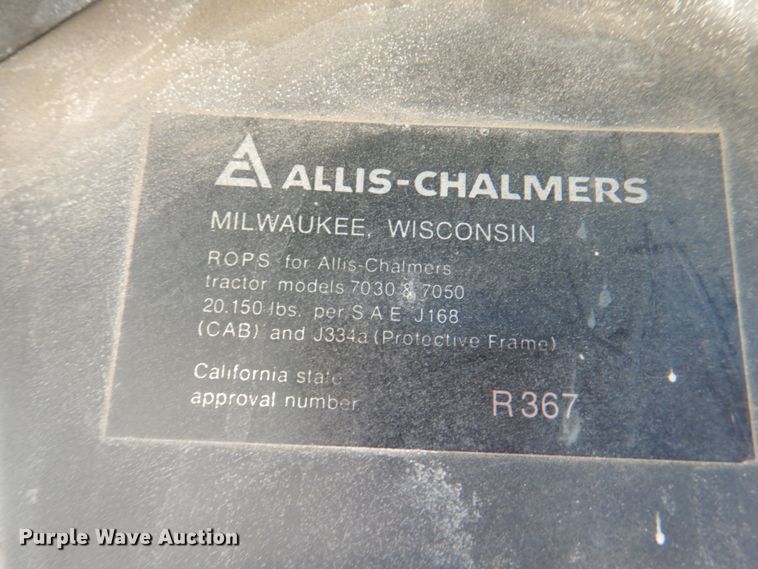 ALLIS-CHALMERS
MILWAUKEE, WISCONSIN
ROPS for Allis-Chalmers
tractor models 7030 & 7050
20.150 lbs. per S A E J168
(CAB) and J334a (Protective Frame)
California state
approval number R367
Purple Wave Auction